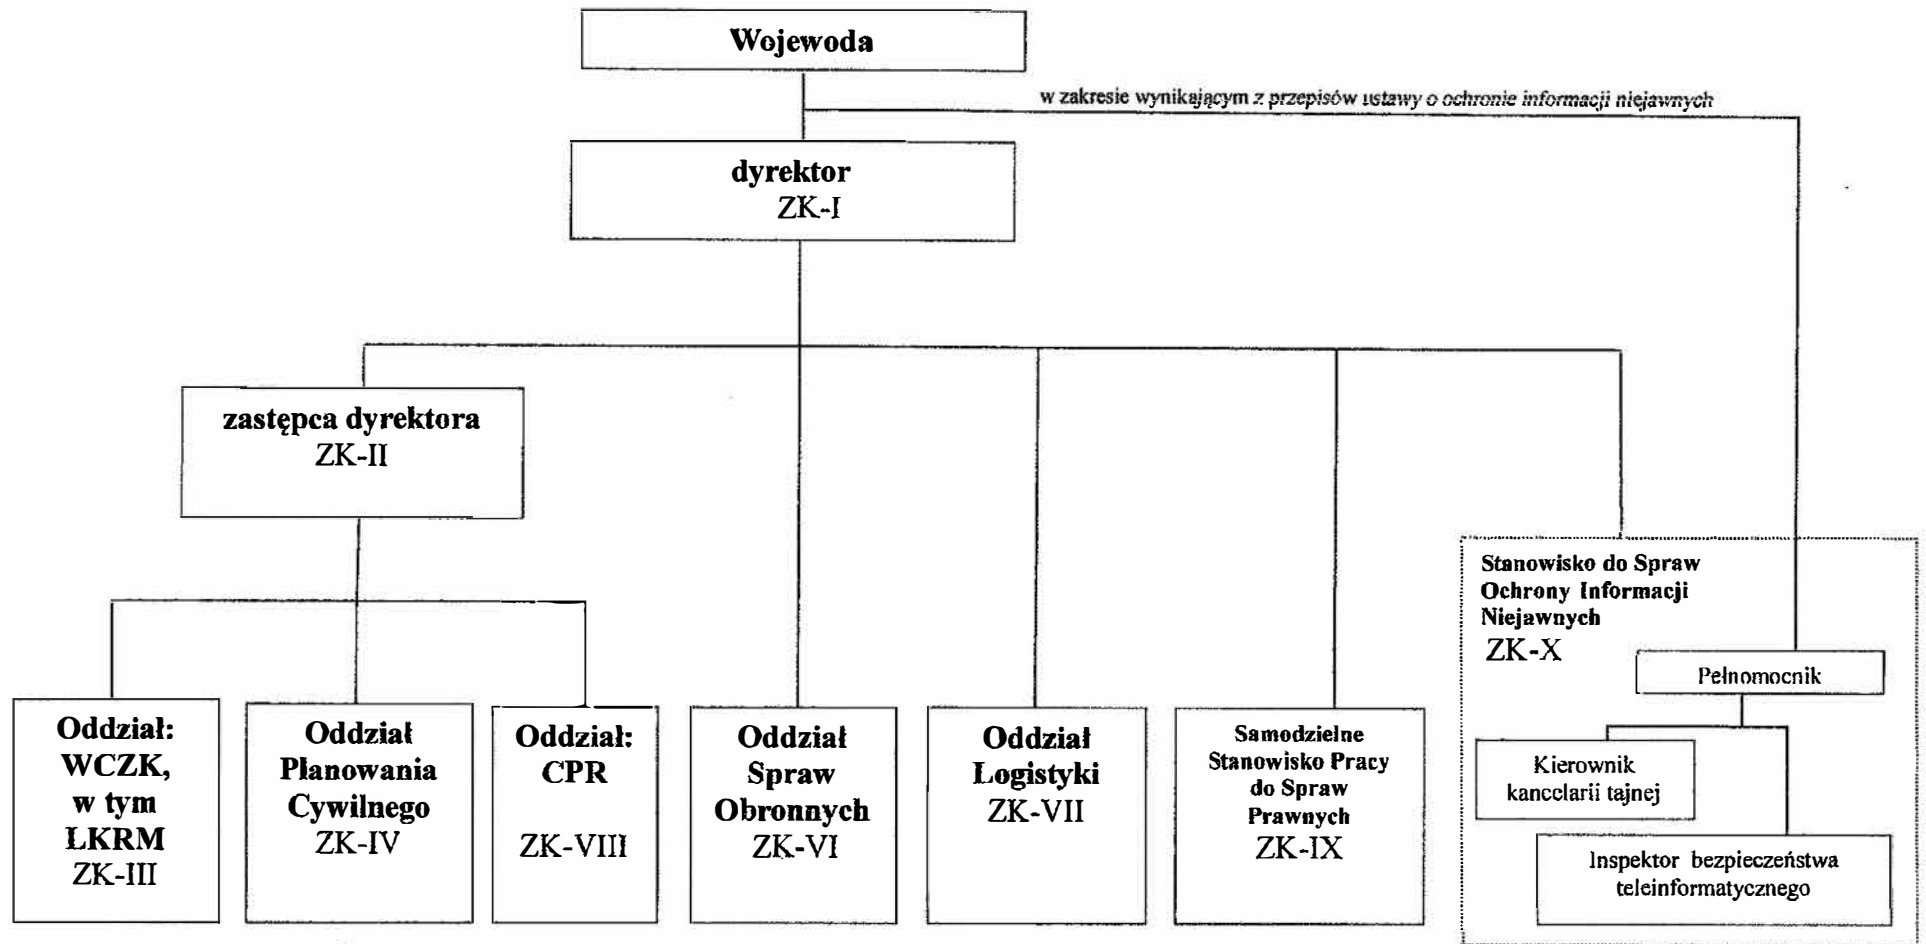 Wojewoda
w zakresie wynikającym z przepisów ustawy o ochronie informacji niejawnych
dyrektor
ZK-I
zastępca dyrektora
ZK-II
Oddział:
WCZK,
w tym
LKRM
ZK-III
Oddział
Planowania
Cywilnego
ZK-IV
Oddział:
CPR
ZK-VIII
Oddział
Spraw
Obronnych
ZK-VI
Oddział
Logistyki
ZK-VII
Samodzielne
Stanowisko Pracy
do Spraw
Prawnych
ZK-IX
Stanowisko do Spraw
Ochrony Informacji
Niejawnych
ZK-X
Pełnomocnik
Kierownik
kancelarii tajnej
Inspektor bezpieczeństwa
teleinformatycznego